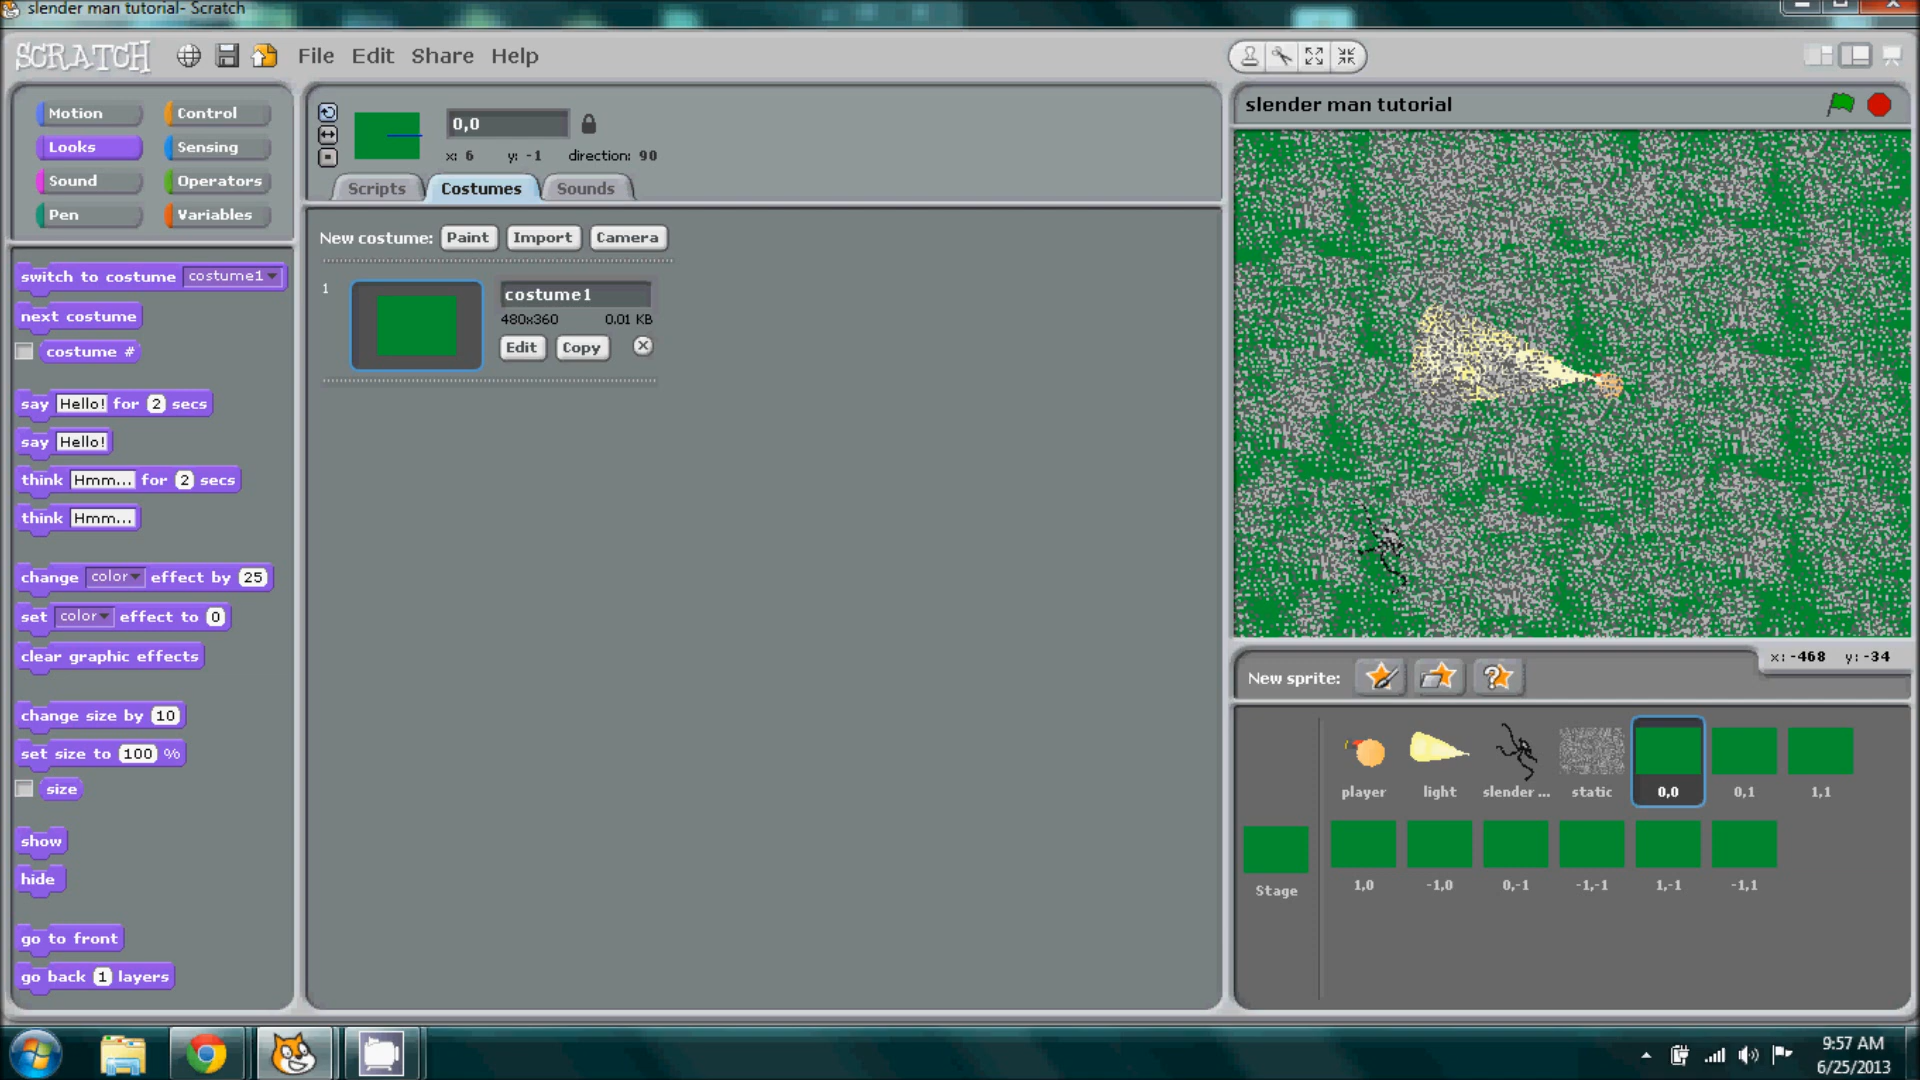 slender man tutorial- Scratch
SCRATCH
File Edit Share Help
Motion Control
Looks Sensing
Sound Operators
Pen Variables
switch to costume costume1
next costume
costume #
say Hello! for 2 secs
say Hello!
think Hmm... for 2 secs
think Hmm...
change color effect by 25
set color effect to 0
clear graphic effects
change size by 10
set size to 100 %
size
show
hide
go to front
go back 1 layers
0,0
x: 6 y: -1 direction: 90
Scripts Costumes Sounds
New costume: Paint Import Camera
1
costume1
480x360 0.01 KB
Edit Copy
slender man tutorial
x: -468 y: -34
New sprite:
player light slender ... static 0,0 0,1 1,1
Stage
1,0 -1,0 0,-1 -1,-1 1,-1 -1,1
9:57 AM
6/25/2013